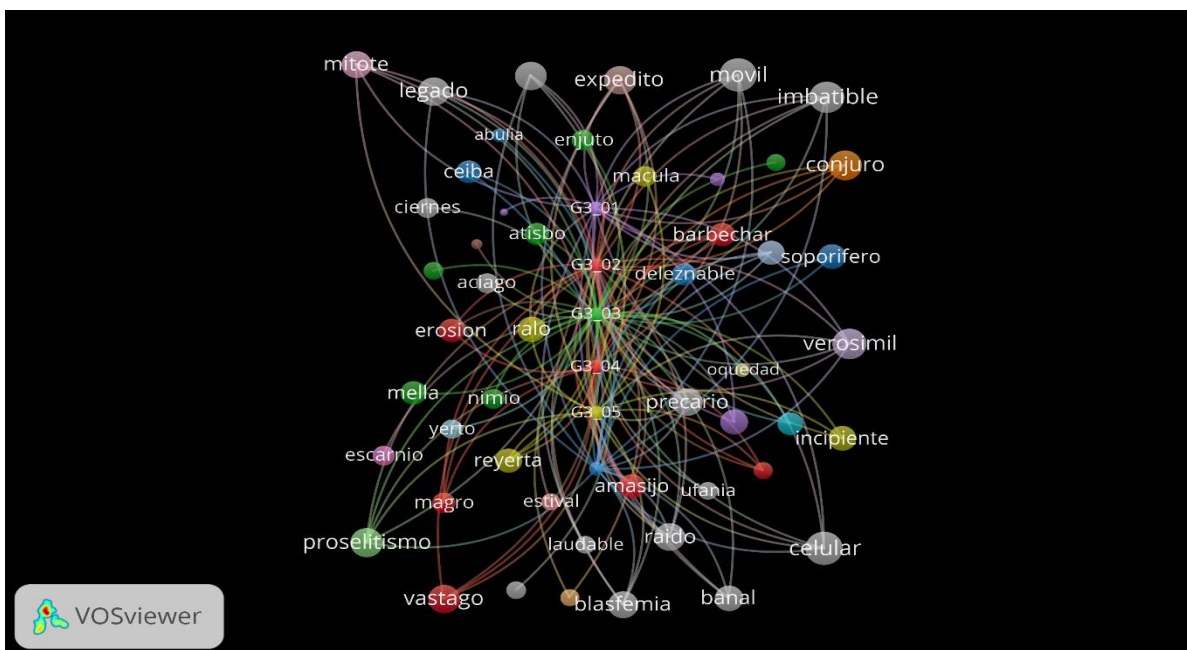 mitote
legado
expedito
movil
imbatible
abulia
enjuto
ceiba
macula
conjuro
ciernes
G3_01
atisbo
barbechar
soporifero
G3_02
deleznable
aciago
G3_03
erosion
ralo
verosimil
G3_04
oquedad
mella
nimio
precario
G3_05
yerto
incipiente
escarnio
reyerta
amasijo
ufania
magro
estival
proselitismo
laudable
raido
celular
vastago
blasfemia
banal
VOSviewer